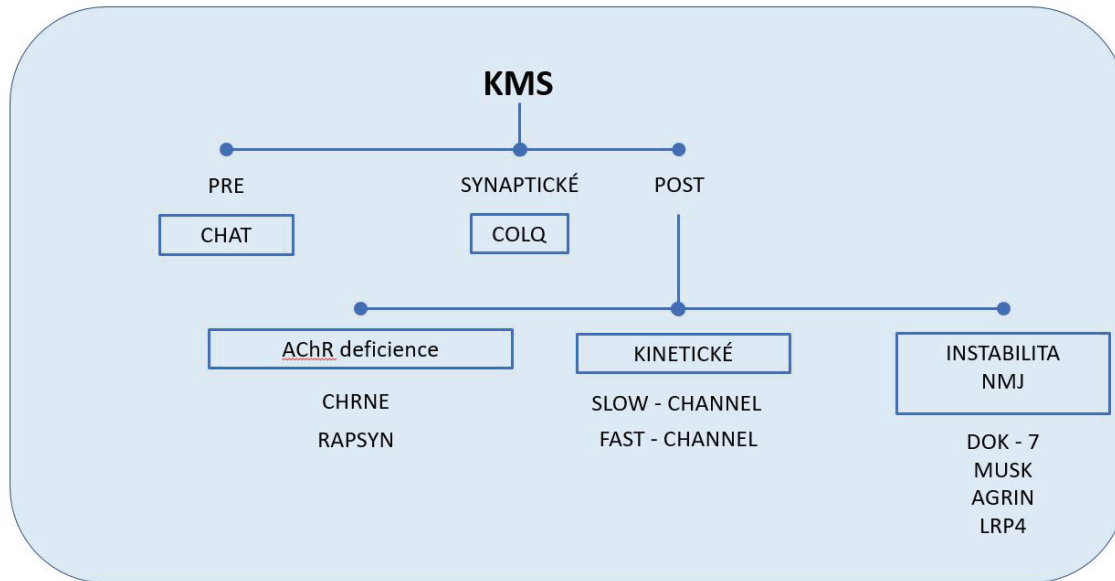 KMS
PRE
SYNAPTICKÉ
POST
CHAT
COLQ
AChR deficience
KINETICKÉ
INSTABILITA
NMJ
CHRNE
RAPSYN
SLOW - CHANNEL
FAST - CHANNEL
DOK - 7
MUSK
AGRIN
LRP4